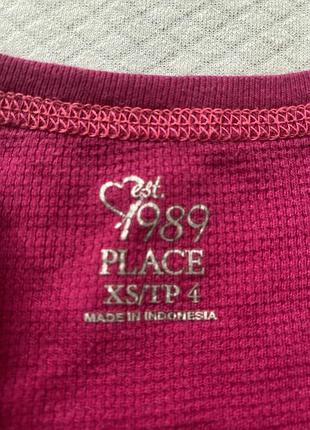 est.
1989
PLACE
XS/TP 4
MADE IN INDONESIA